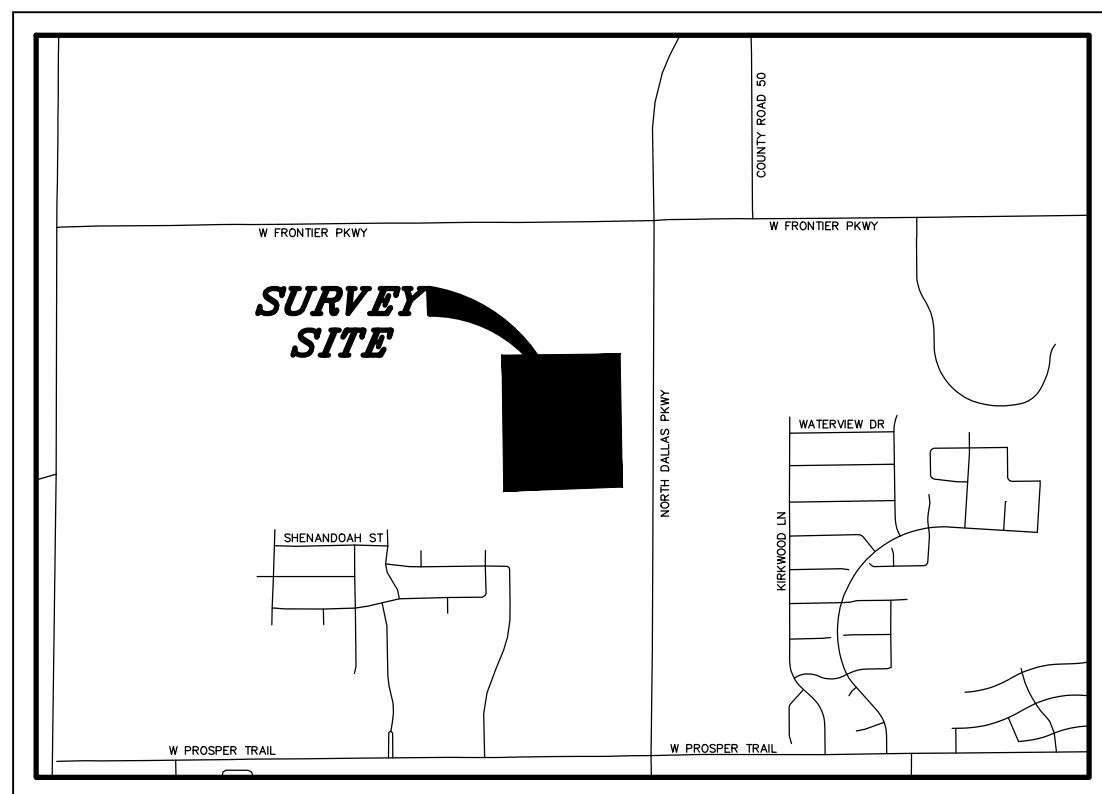 COUNTY ROAD 50
W FRONTIER PKWY
W FRONTIER PKWY
SURVEY
SITE
NORTH DALLAS PKWY
WATERVIEW DR
KIRKWOOD LN
SHENANDOAH ST
W PROSPER TRAIL
W PROSPER TRAIL